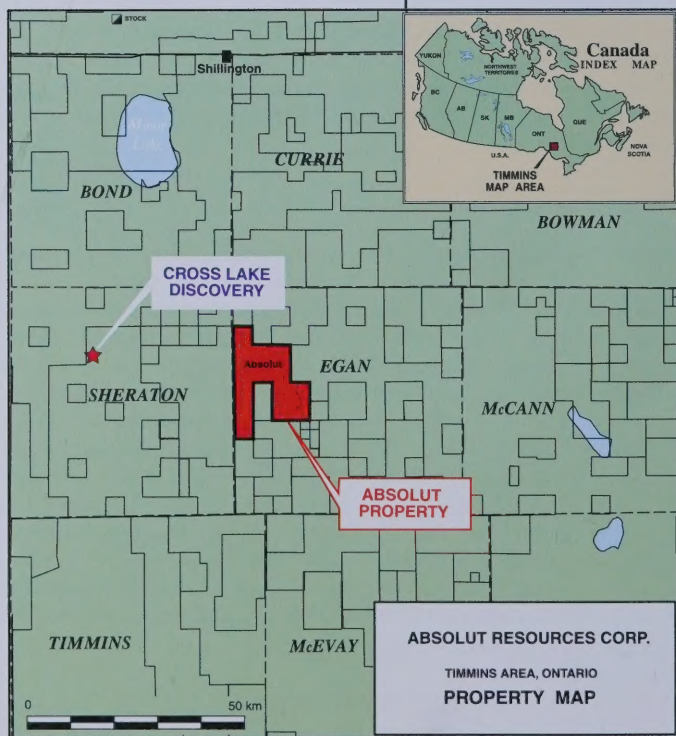 STOCK
Shillington
Canada
INDEX MAP
YUKON
NORTHWEST
TERRITORIES
BC
AB
SK
MB
ONT
QUE
NOVA
SCOTIA
U.S.A.
TIMMINS
MAP AREA
Lake
BOND
CURRIE
BOWMAN
CROSS LAKE
DISCOVERY
Absolut
SHERATON
EGAN
McCANN
ABSOLUT
PROPERTY
TIMMINS
McEVAY
0
50 km
ABSOLUT RESOURCES CORP.
TIMMINS AREA, ONTARIO
PROPERTY MAP